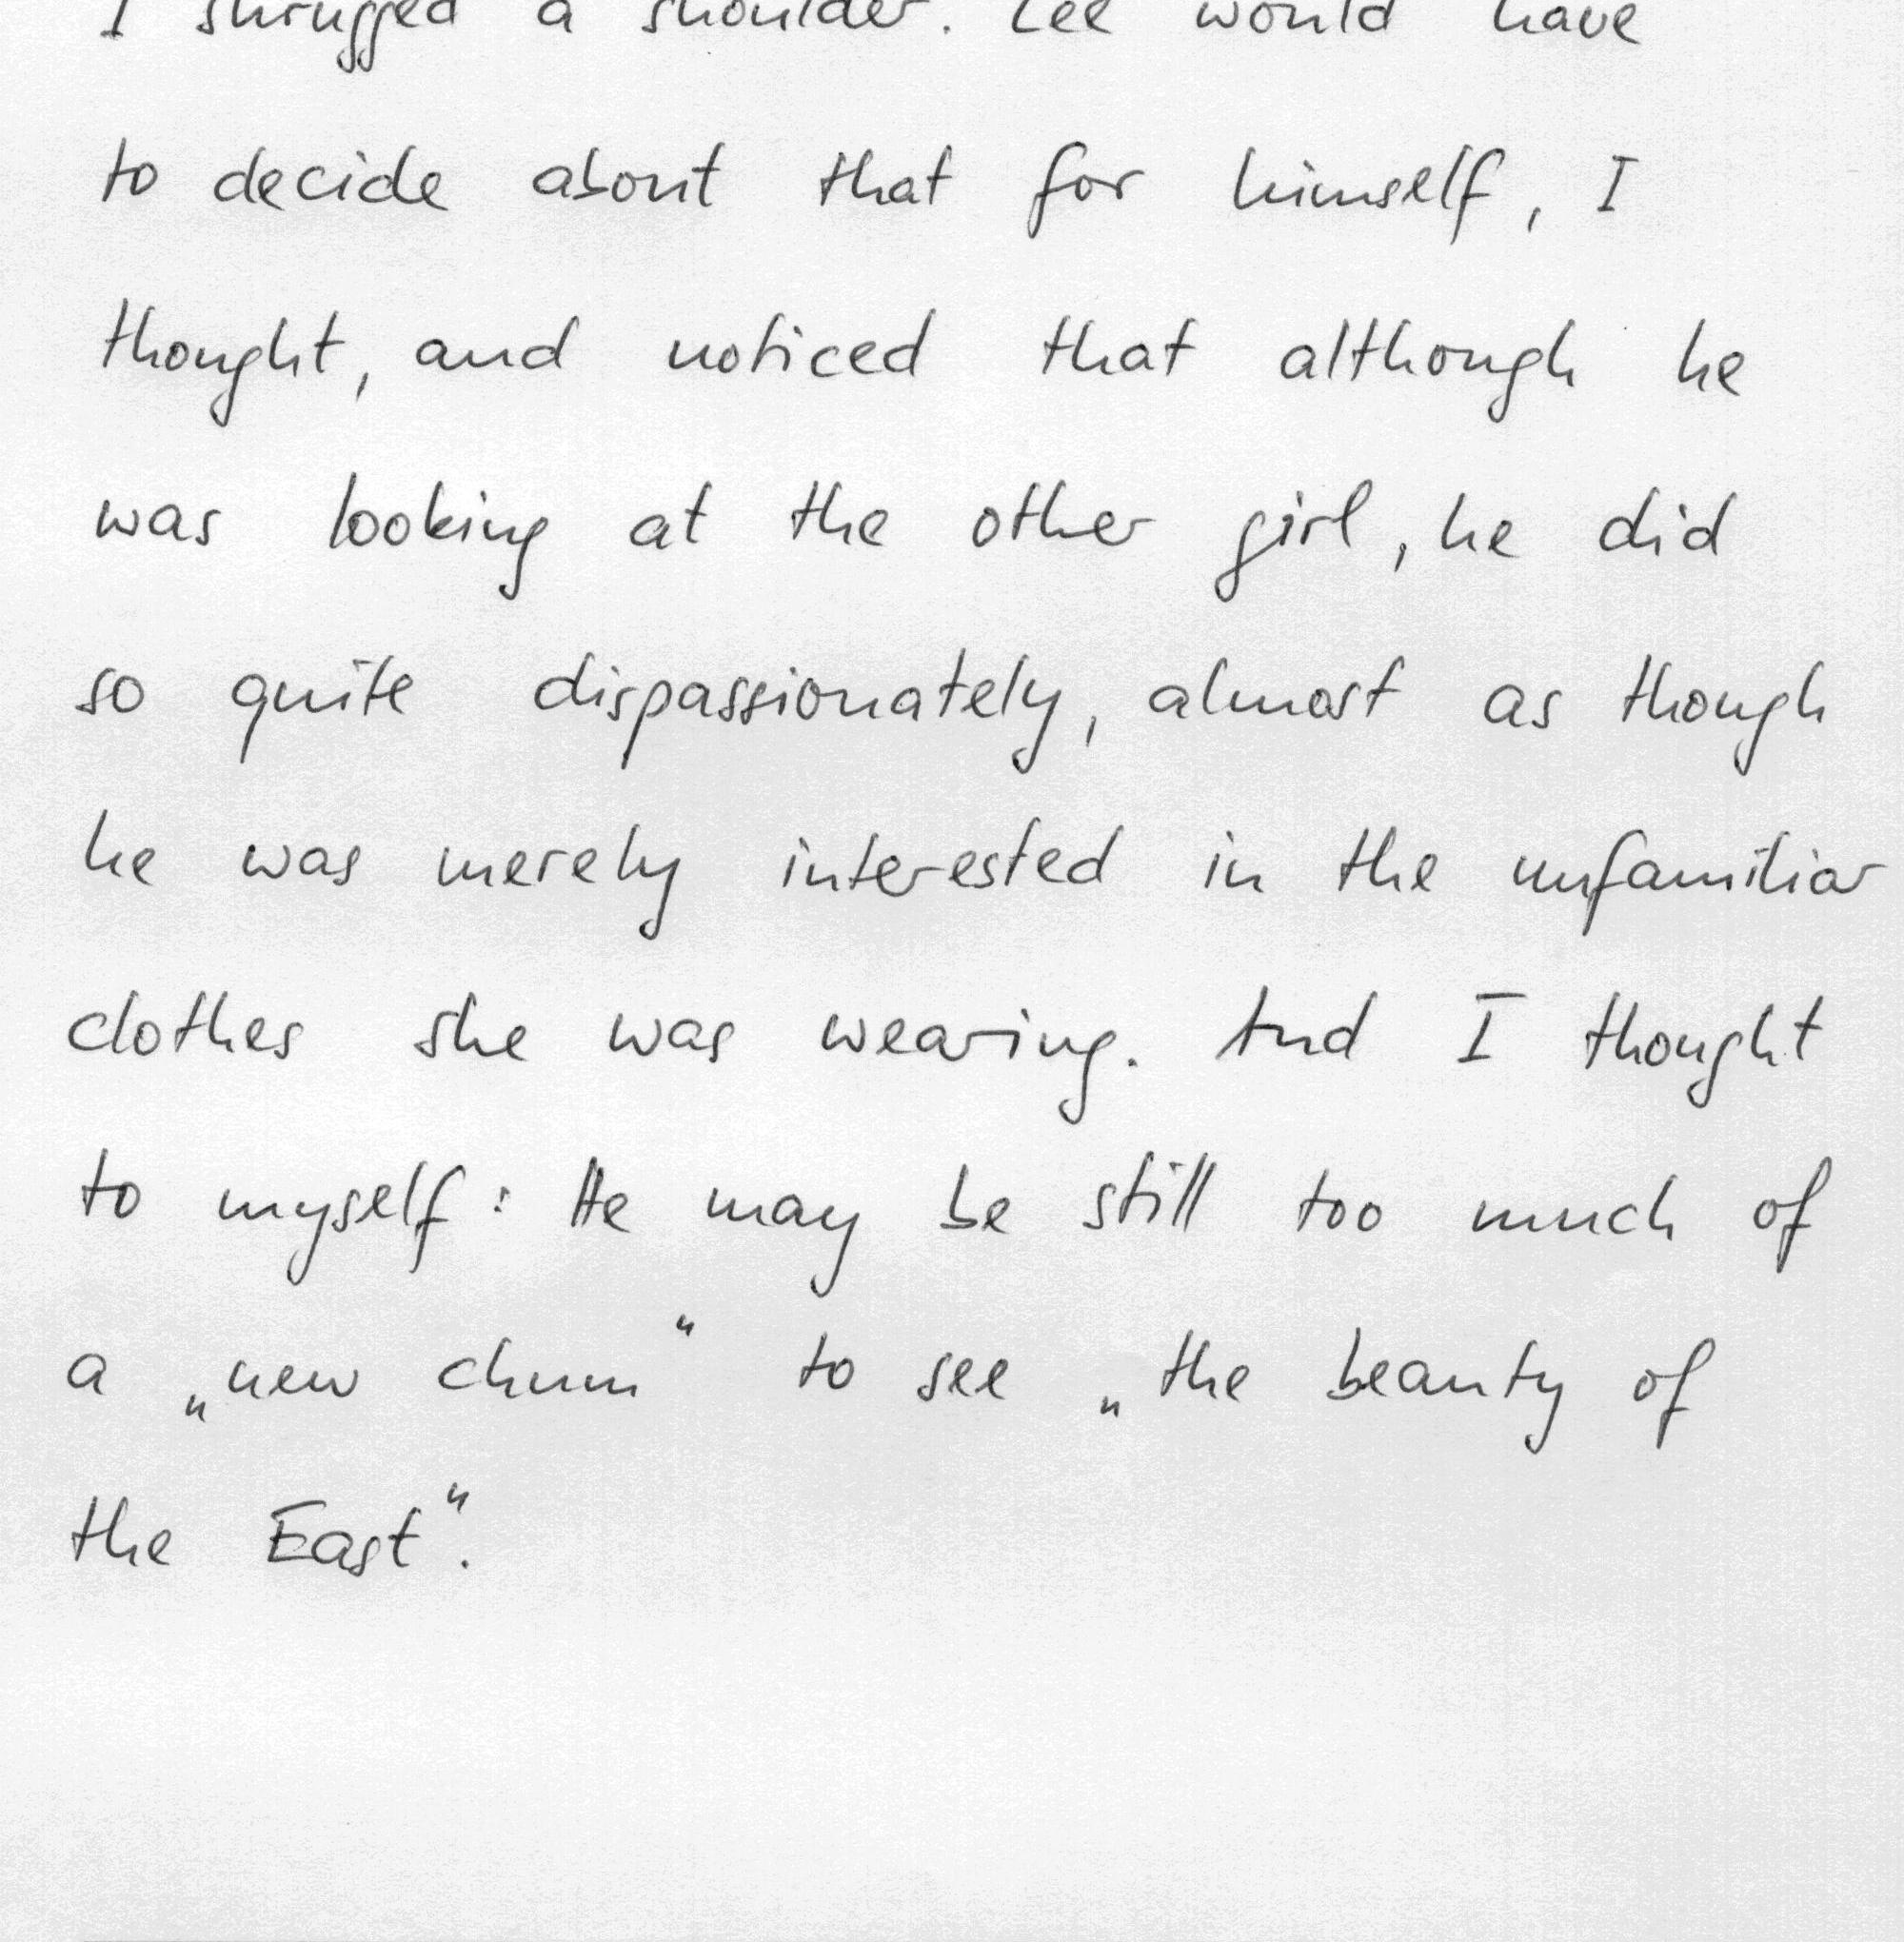 I shrugged a shoulder. Lee would have
to decide about that for himself, I
thought, and noticed that although he
was looking at the other girl, he did
so quite dispassionately, almost as though
he was merely interested in the unfamiliar
clothes she was wearing. And I thought
to myself: He may be still too much of
a „new chum" to see „the beauty of
the East".